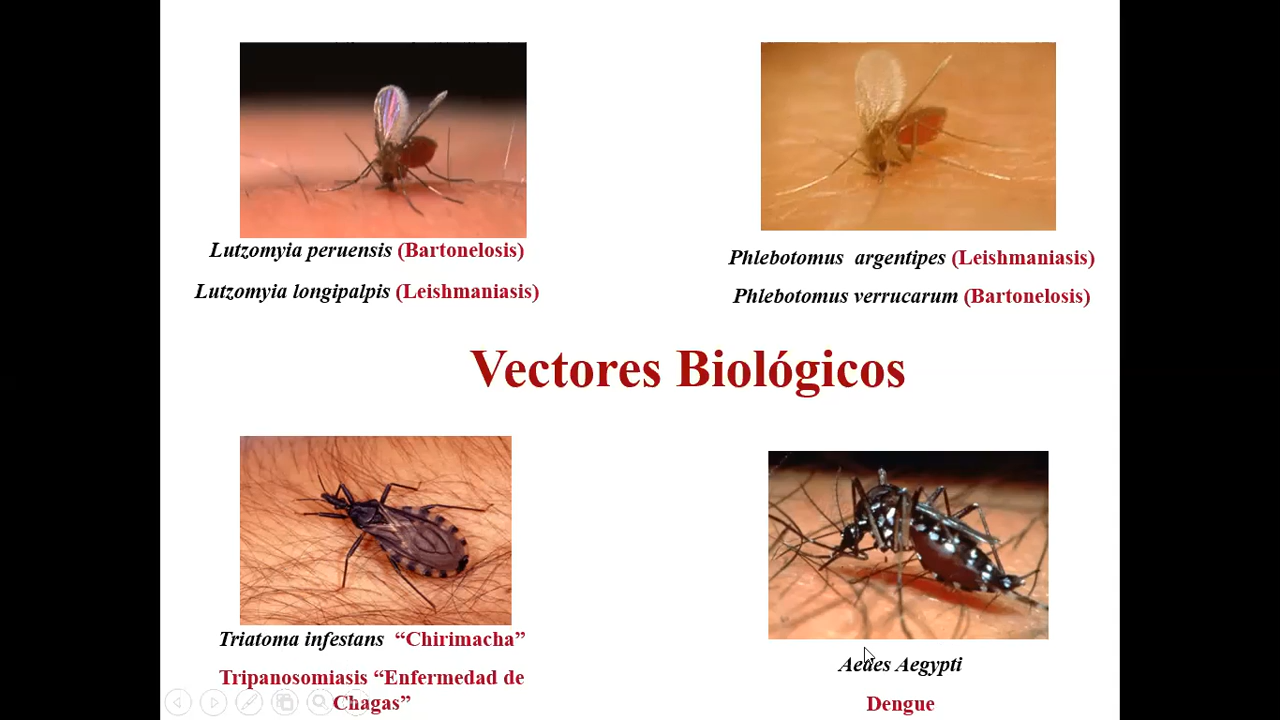 Lutzomyia peruensis (Bartonelosis)
Lutzomyia longipalpis (Leishmaniasis)
Phlebotomus argentipes (Leishmaniasis)
Phlebotomus verrucarum (Bartonelosis)
Vectores Biológicos
Triatoma infestans “Chirimacha”
Tripanosomiasis “Enfermedad de
Chagas”
Aedes Aegypti
Dengue